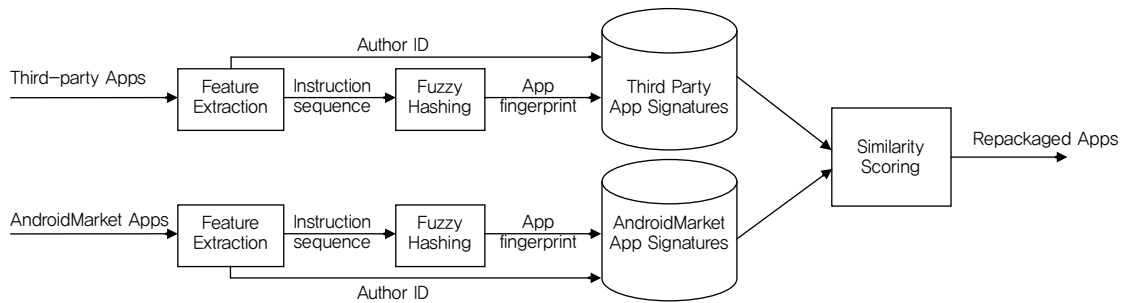 Author ID
Third-party Apps
Feature
Extraction
Instruction
sequence
Fuzzy
Hashing
App
fingerprint
Third Party
App Signatures
Similarity
Scoring
Repackaged Apps
AndroidMarket Apps
Feature
Extraction
Instruction
sequence
Fuzzy
Hashing
App
fingerprint
AndroidMarket
App Signatures
Author ID